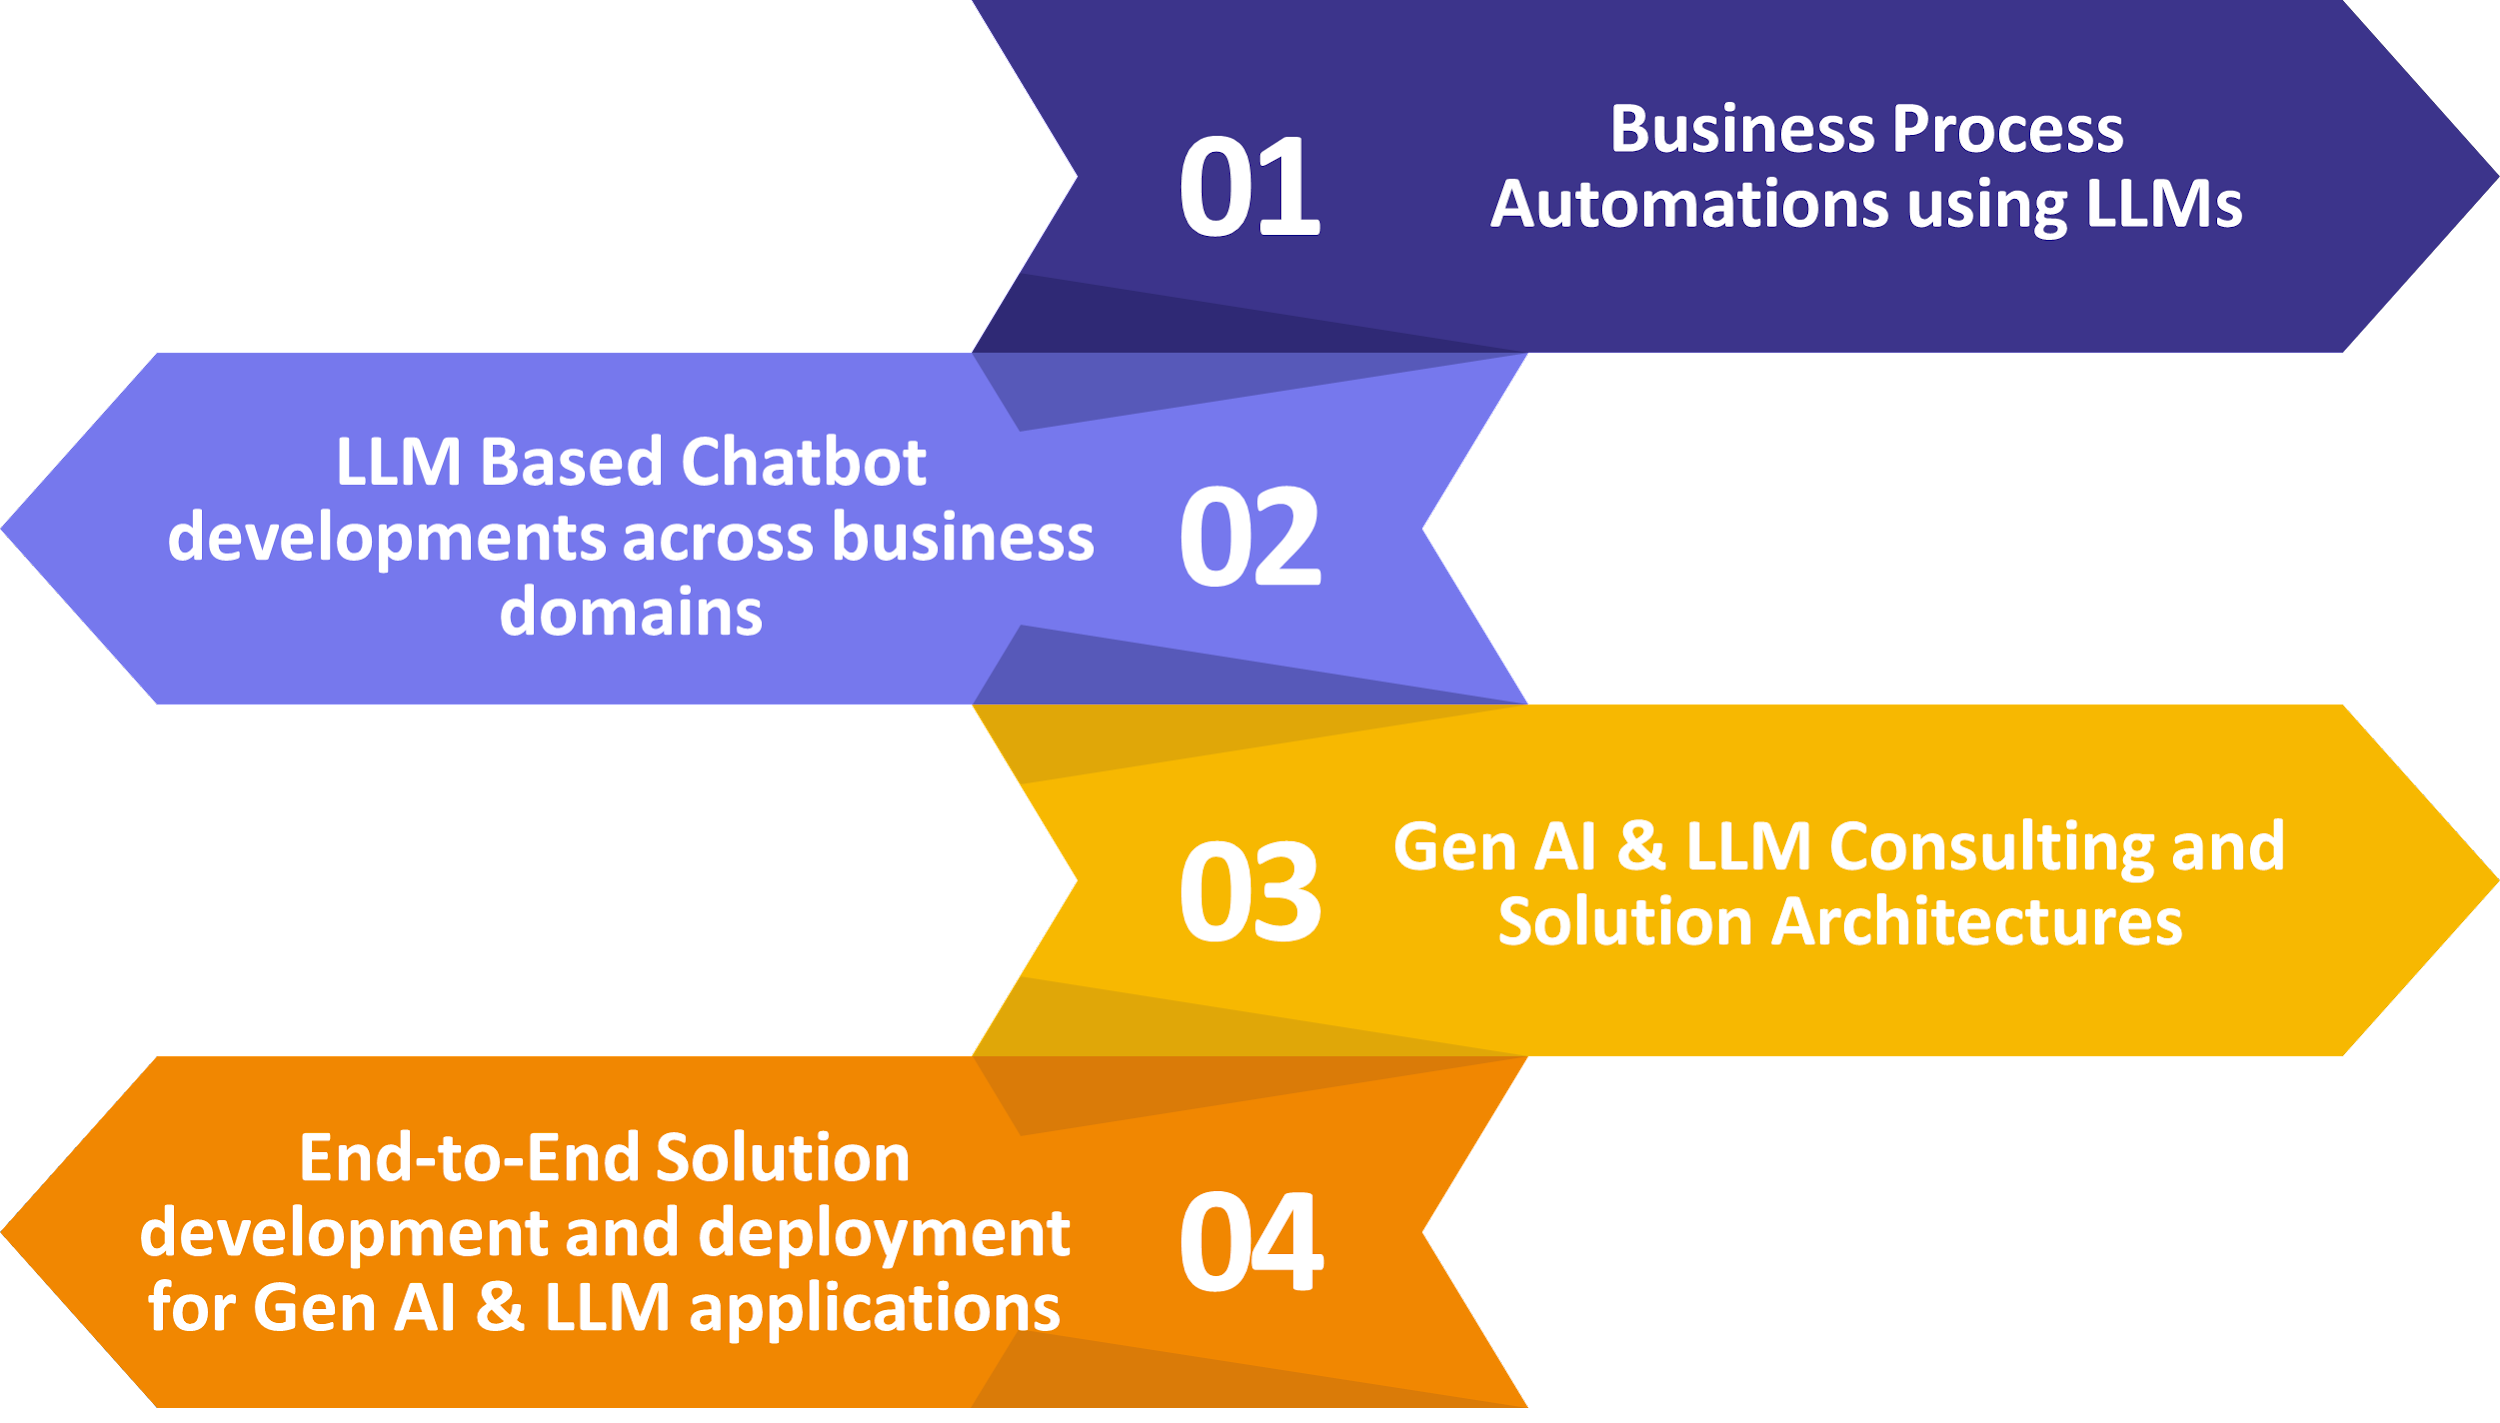 01
Business Process
Automations using LLMs
LLM Based Chatbot
developments across business
domains
02
03
Gen AI & LLM Consulting and
Solution Architectures
End-to-End Solution
development and deployment
for Gen AI & LLM applications
04